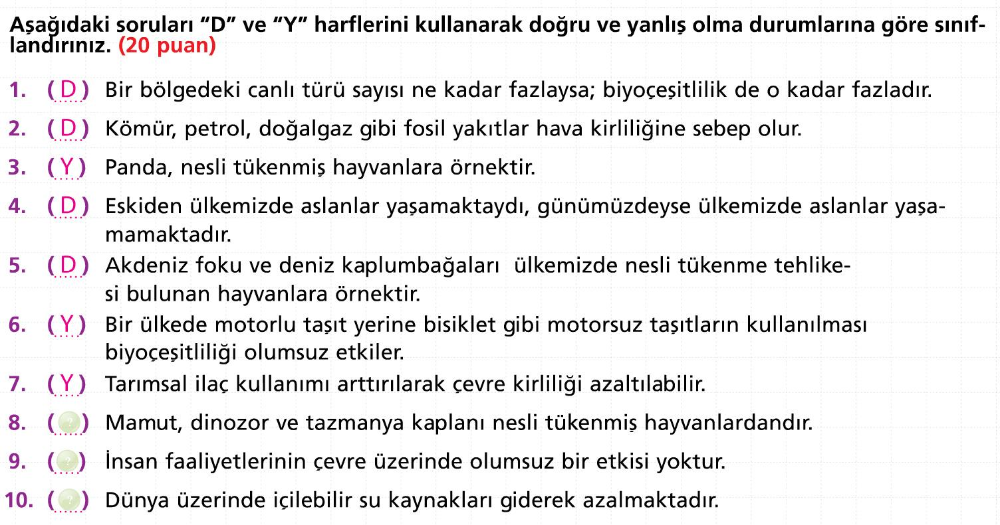 Aşağıdaki soruları “D” ve “Y” harflerini kullanarak doğru ve yanlış olma durumlarına göre sınıf-
landırınız. (20 puan)
1. (D) Bir bölgedeki canlı türü sayısı ne kadar fazlaysa; biyoçeşitlilik de o kadar fazladır.
2. (D) Kömür, petrol, doğalgaz gibi fosil yakıtlar hava kirliliğine sebep olur.
3. (Y) Panda, nesli tükenmiş hayvanlara örnektir.
4. (D) Eskiden ülkemizde aslanlar yaşamaktaydı, günümüzdeyse ülkemizde aslanlar yaşa-
mamaktadır.
5. (D) Akdeniz foku ve deniz kaplumbağaları ülkemizde nesli tükenme tehlike-
si bulunan hayvanlara örnektir.
6. (Y) Bir ülkede motorlu taşıt yerine bisiklet gibi motorsuz taşıtların kullanılması
biyoçeşitliliği olumsuz etkiler.
7. (Y) Tarımsal ilaç kullanımı arttırılarak çevre kirliliği azaltılabilir.
8. (?) Mamut, dinozor ve tazmanya kaplanı nesli tükenmiş hayvanlardandır.
9. (?) İnsan faaliyetlerinin çevre üzerinde olumsuz bir etkisi yoktur.
10. (?) Dünya üzerinde içilebilir su kaynakları giderek azalmaktadır.